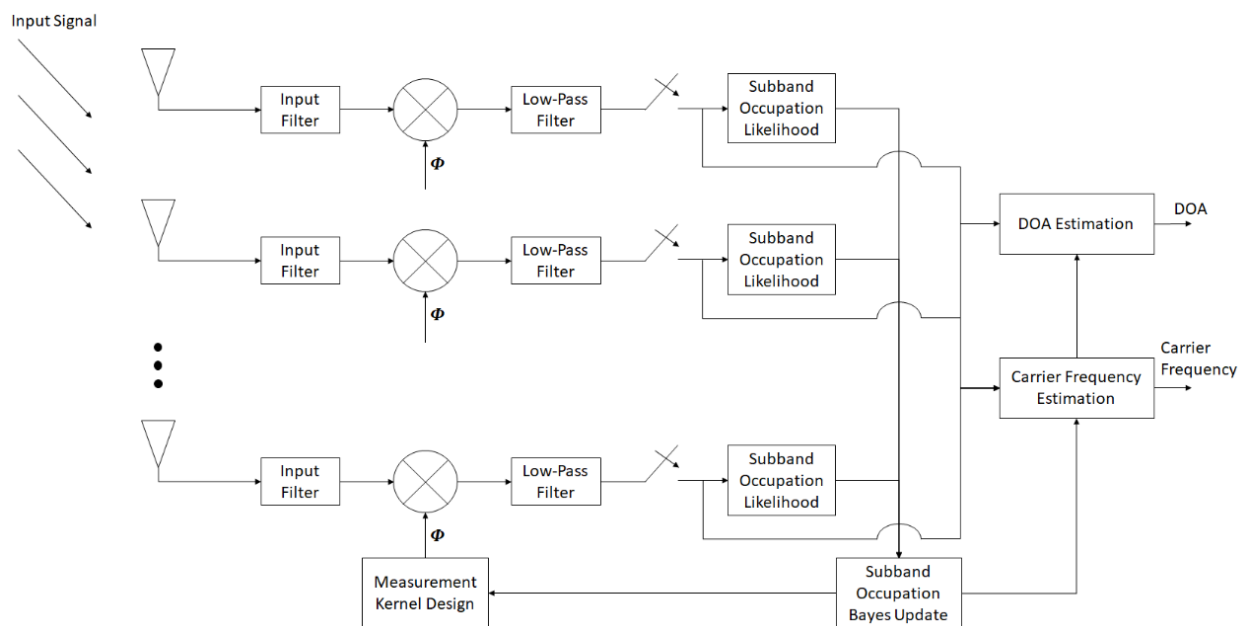 Input Signal
Input
Filter
Low-Pass
Filter
Subband
Occupation
Likelihood
Φ
Input
Filter
Low-Pass
Filter
Subband
Occupation
Likelihood
Φ
DOA Estimation
DOA
Carrier Frequency
Estimation
Carrier
Frequency
Input
Filter
Low-Pass
Filter
Subband
Occupation
Likelihood
Φ
Measurement
Kernel Design
Subband
Occupation
Bayes Update